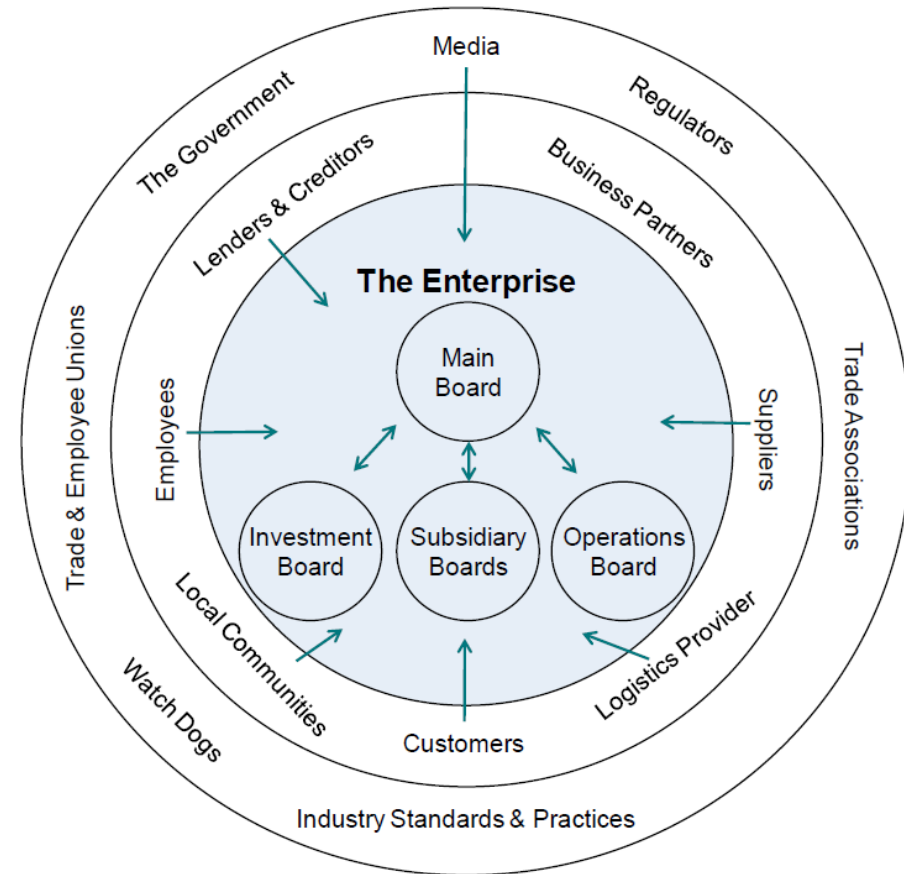 Media
The Government
Regulators
Lenders & Creditors
Business Partners
The Enterprise
Main
Board
Trade & Employee Unions
Employees
Suppliers
Trade Associations
Investment
Board
Subsidiary
Boards
Operations
Board
Local Communities
Logistics Provider
Watch Dogs
Customers
Industry Standards & Practices